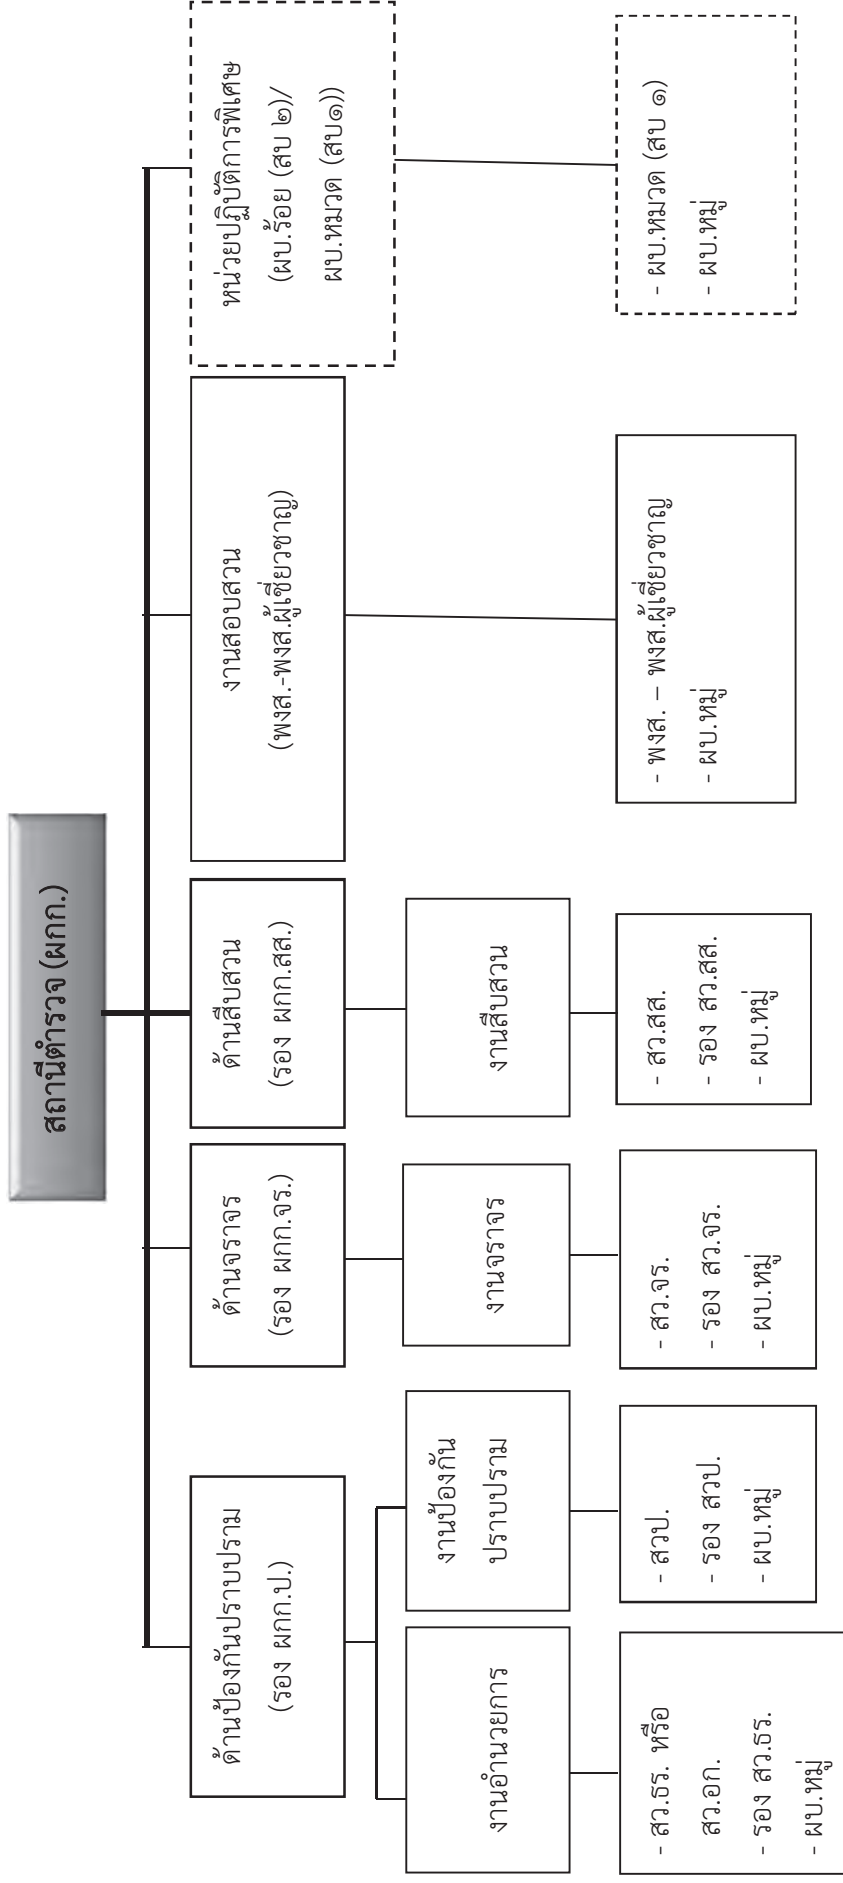 สถานีตำรวจ (ผกก.)
ด้านป้องกันปราบปราม
(รอง ผกก.ป.)
ด้านจราจร
(รอง ผกก.จร.)
ด้านสืบสวน
(รอง ผกก.สส.)
งานสอบสวน
(พงส.-พงส.ผู้เชี่ยวชาญ)
หน่วยปฏิบัติการพิเศษ
(ผบ.ร้อย (สบ ๒)/
ผบ.หมวด (สบ๑))
งานอำนวยการ
งานป้องกัน
ปราบปราม
งานจราจร
งานสืบสวน
- สว.ธร. หรือ
สว.อก.
- รอง สว.ธร.
- ผบ.หมู่
- สวป.
- รอง สวป.
- ผบ.หมู่
- สว.จร.
- รอง สว.จร.
- ผบ.หมู่
- สว.สส.
- รอง สว.สส.
- ผบ.หมู่
- พงส. – พงส.ผู้เชี่ยวชาญ
- ผบ.หมู่
- ผบ.หมวด (สบ ๑)
- ผบ.หมู่